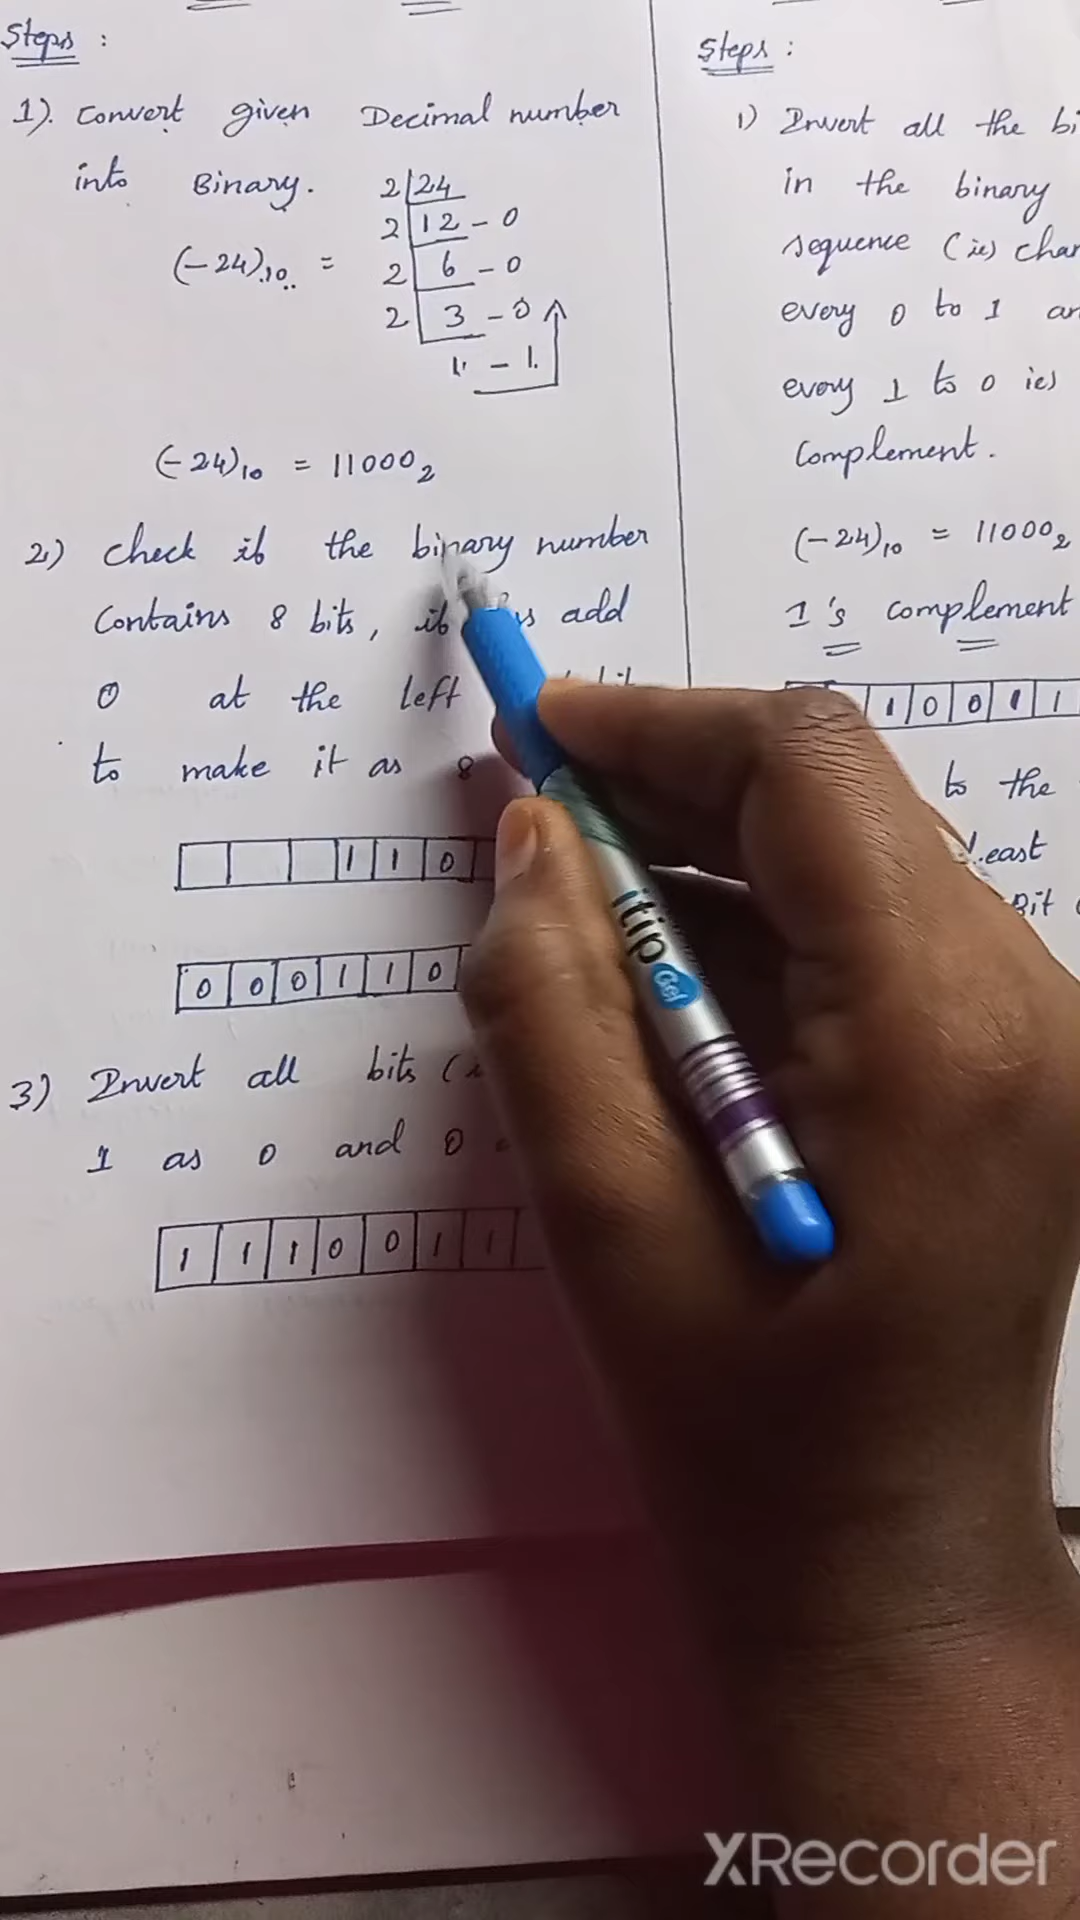 Steps :
1). Convert given Decimal number
into Binary.
2 24
2 12 - 0
(-24)10 = 2 6 - 0
2 3 - 0
1 - 1
(-24)10 = 110002
2) Check if the binary number
Contains 8 bits, if add
0 at the left bit
to make it as 8
1 1 0
0 0 0 1 1 0
3) Invert all bits (i
1 as 0 and 0
1 1 1 0 0 1 1
Steps :
1) Invert all the bi
in the binary
sequence (ie) chan
every 0 to 1 an
every 1 to 0 ie)
Complement.
(-24)10 = 110002
1's complement
1 0 0 1 1
to the
Least
Bit
itip
Gel
XRecorder